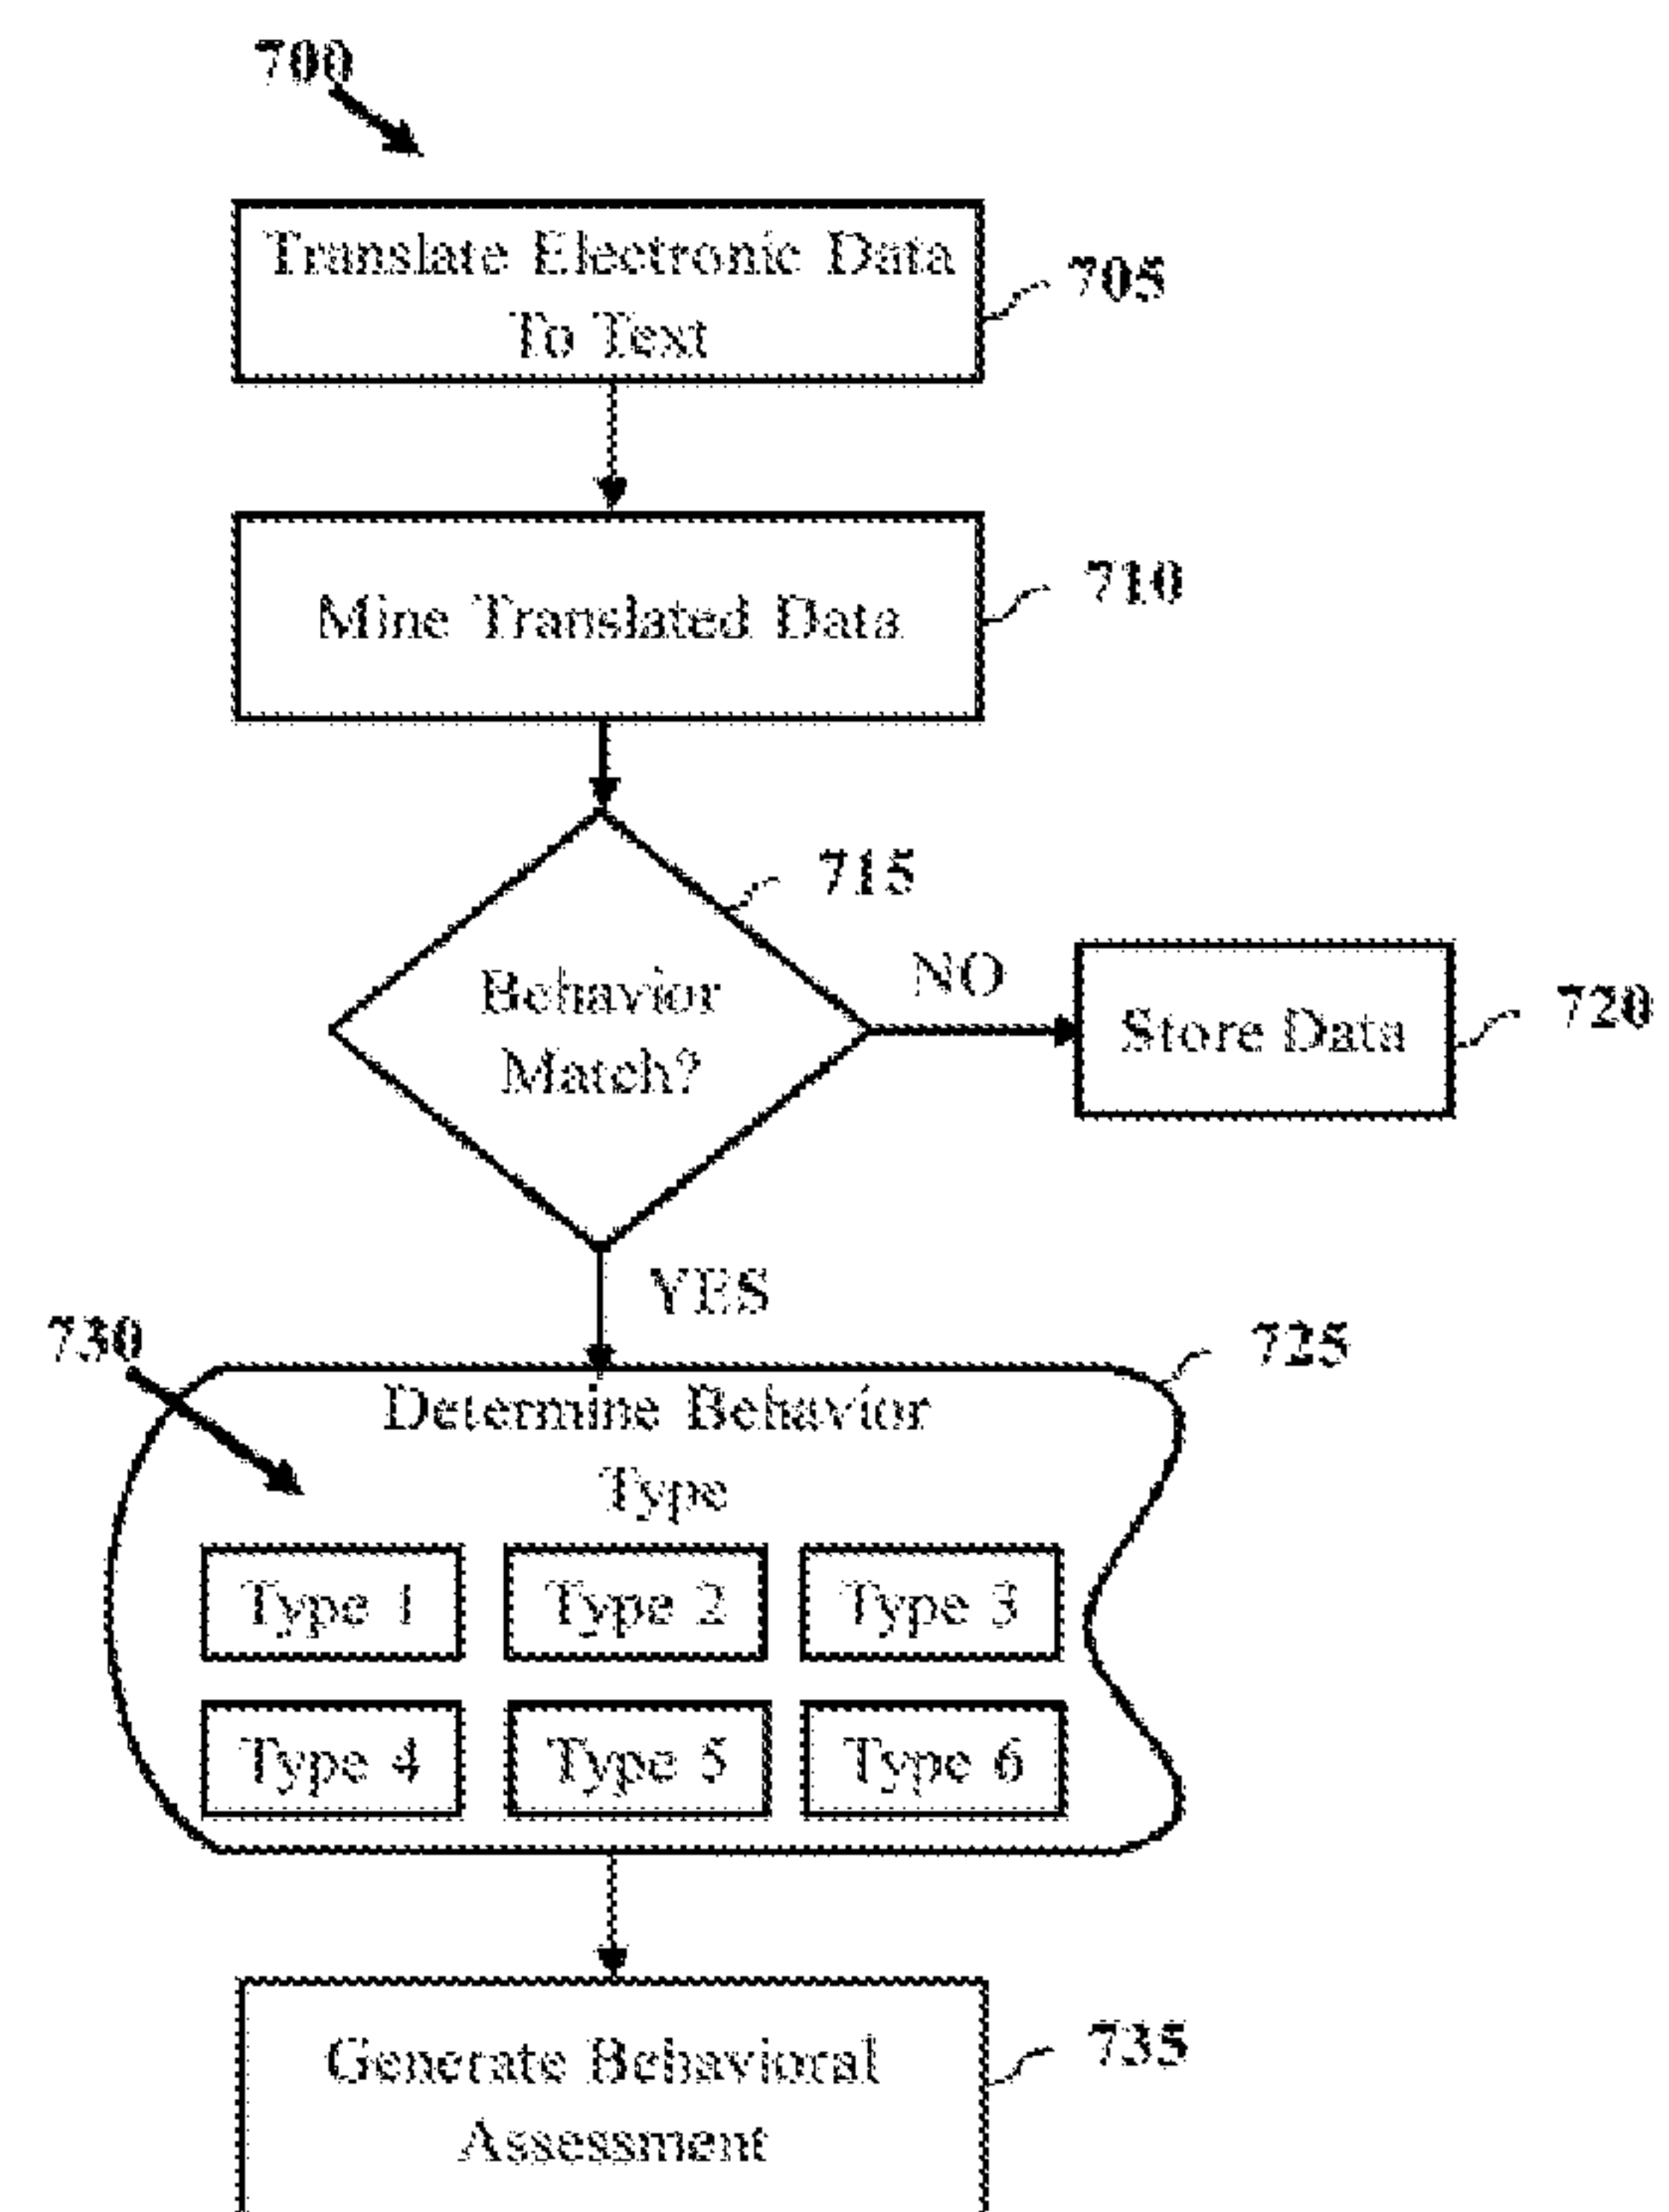 700
Translate Electronic Data
To Text
705
Mine Translated Data
710
715
Behavior
Match?
NO
Store Data
720
YES
730
725
Determine Behavior
Type
Type 1
Type 2
Type 3
Type 4
Type 5
Type 6
Generate Behavioral
Assessment
735